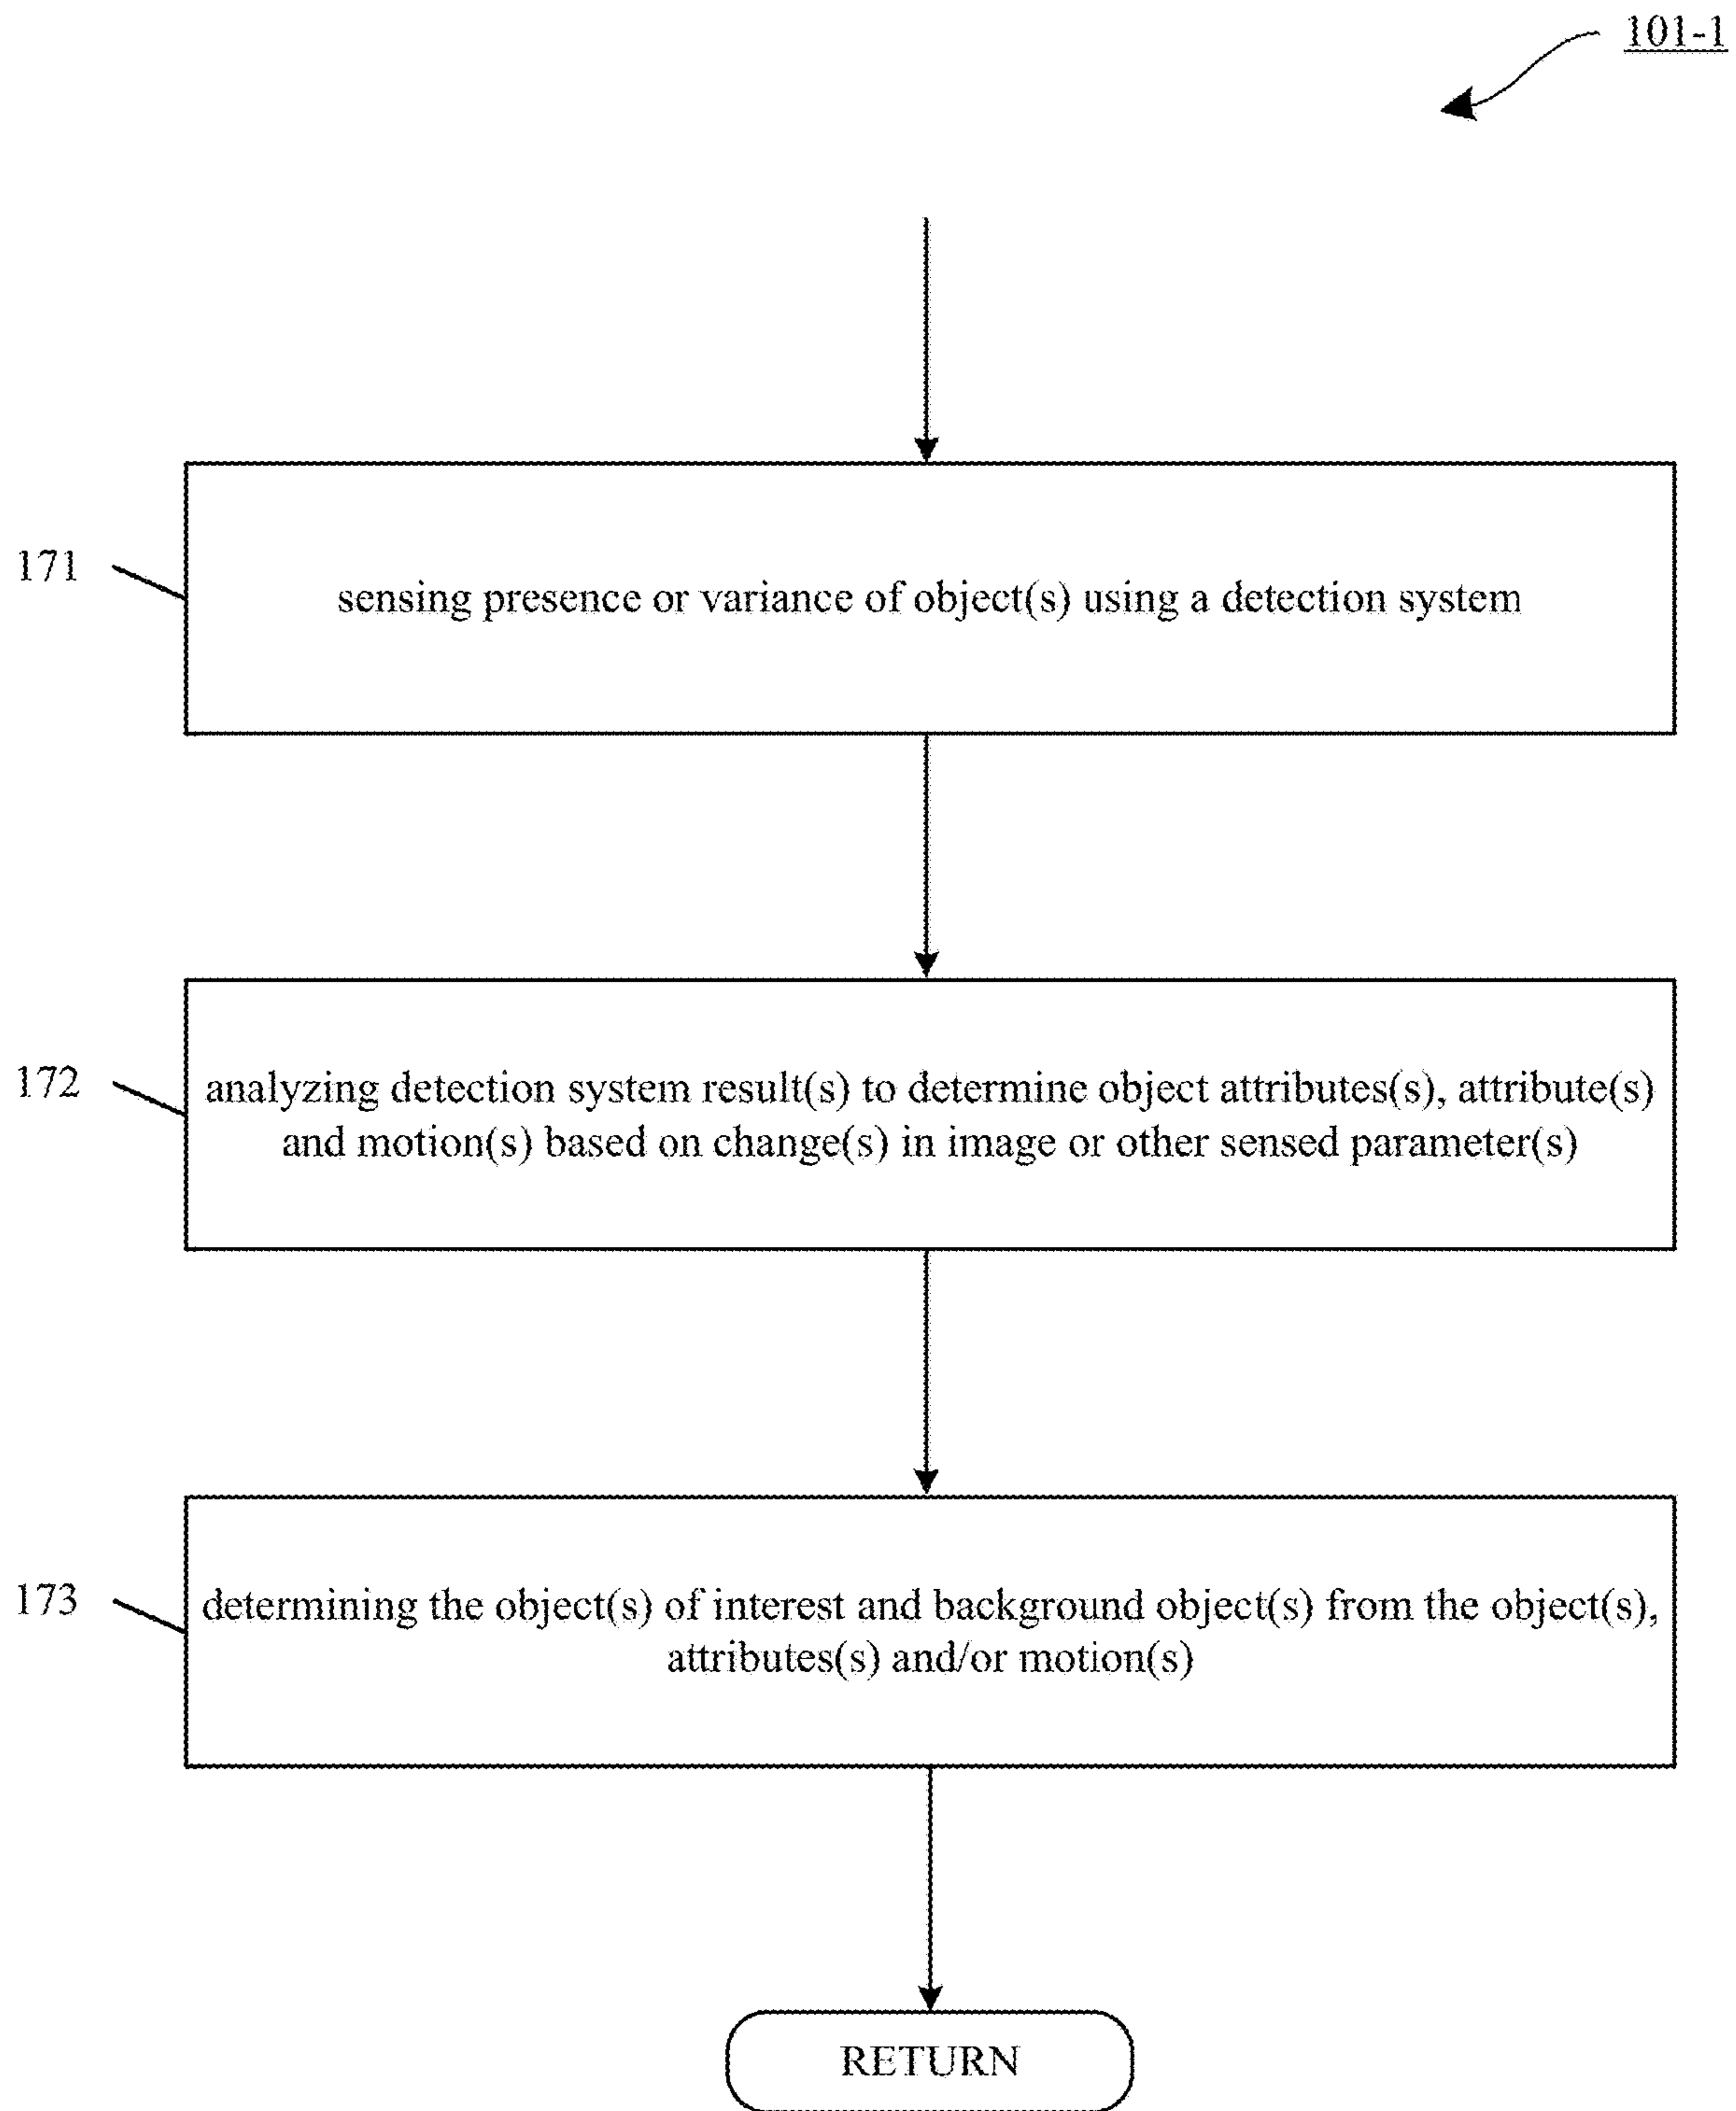 101-1
171
sensing presence or variance of object(s) using a detection system
172
analyzing detection system result(s) to determine object attributes(s), attribute(s)
and motion(s) based on change(s) in image or other sensed parameter(s)
173
determining the object(s) of interest and background object(s) from the object(s),
attributes(s) and/or motion(s)
RETURN